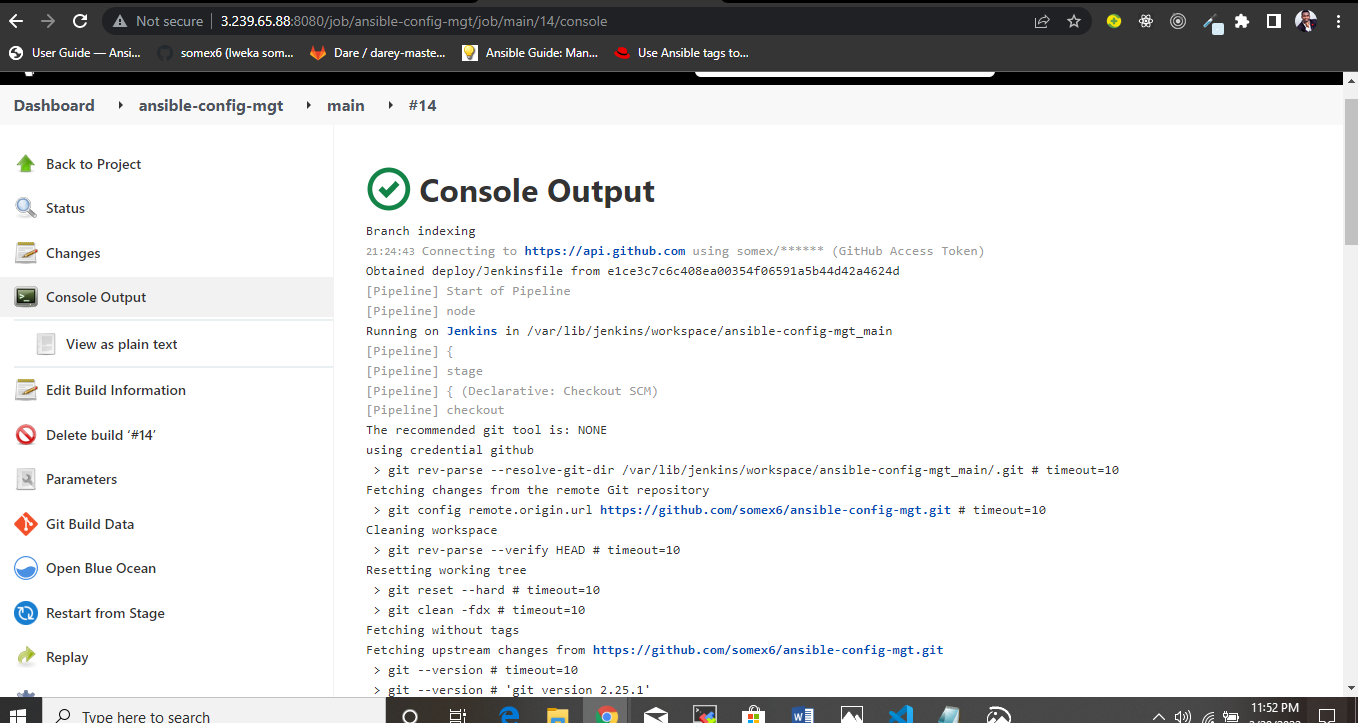 Not secure | 3.239.65.88:8080/job/ansible-config-mgt/job/main/14/console
User Guide — Ansi... somex6 (Iweka som... Dare / darey-maste... Ansible Guide: Man... Use Ansible tags to...
Dashboard ansible-config-mgt main #14
Back to Project
Status
Changes
Console Output
View as plain text
Edit Build Information
Delete build ‘#14’
Parameters
Git Build Data
Open Blue Ocean
Restart from Stage
Replay
Console Output
Branch indexing
21:24:43 Connecting to https://api.github.com using somex/****** (GitHub Access Token)
Obtained deploy/Jenkinsfile from e1ce3c7c6c408ea00354f06591a5b44d42a4624d
[Pipeline] Start of Pipeline
[Pipeline] node
Running on Jenkins in /var/lib/jenkins/workspace/ansible-config-mgt_main
[Pipeline] {
[Pipeline] stage
[Pipeline] { (Declarative: Checkout SCM)
[Pipeline] checkout
The recommended git tool is: NONE
using credential github
> git rev-parse --resolve-git-dir /var/lib/jenkins/workspace/ansible-config-mgt_main/.git # timeout=10
Fetching changes from the remote Git repository
> git config remote.origin.url https://github.com/somex6/ansible-config-mgt.git # timeout=10
Cleaning workspace
> git rev-parse --verify HEAD # timeout=10
Resetting working tree
> git reset --hard # timeout=10
> git clean -fdx # timeout=10
Fetching without tags
Fetching upstream changes from https://github.com/somex6/ansible-config-mgt.git
> git --version # timeout=10
> git --version # 'git version 2.25.1'
Type here to search
11:52 PM